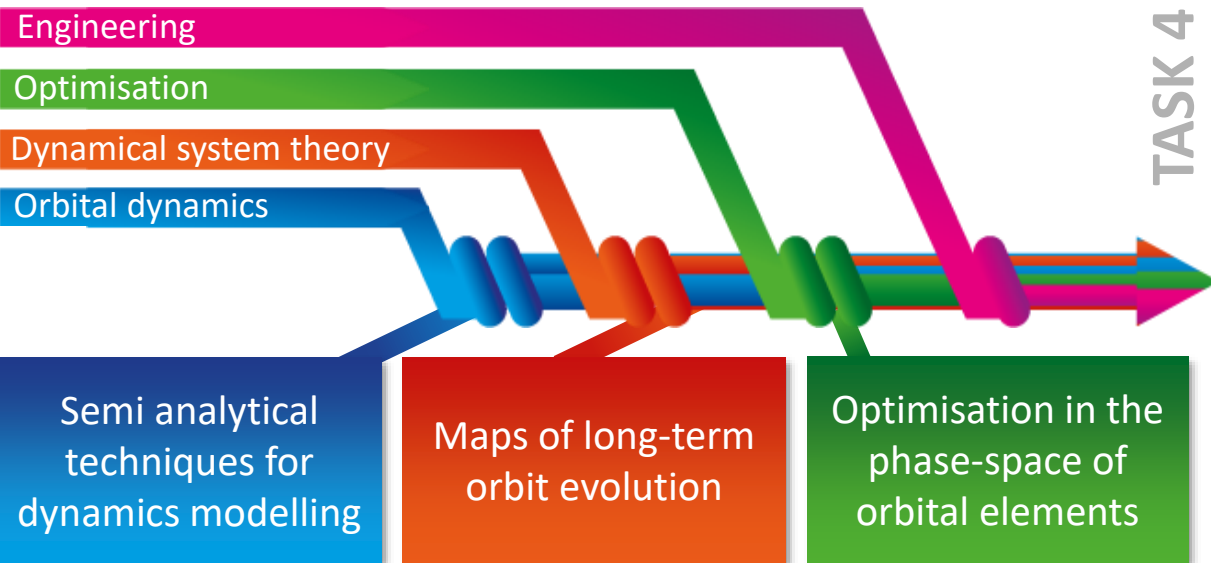 Engineering
Optimisation
Dynamical system theory
Orbital dynamics
TASK 4
Semi analytical
techniques for
dynamics modelling
Maps of long-term
orbit evolution
Optimisation in the
phase-space of
orbital elements